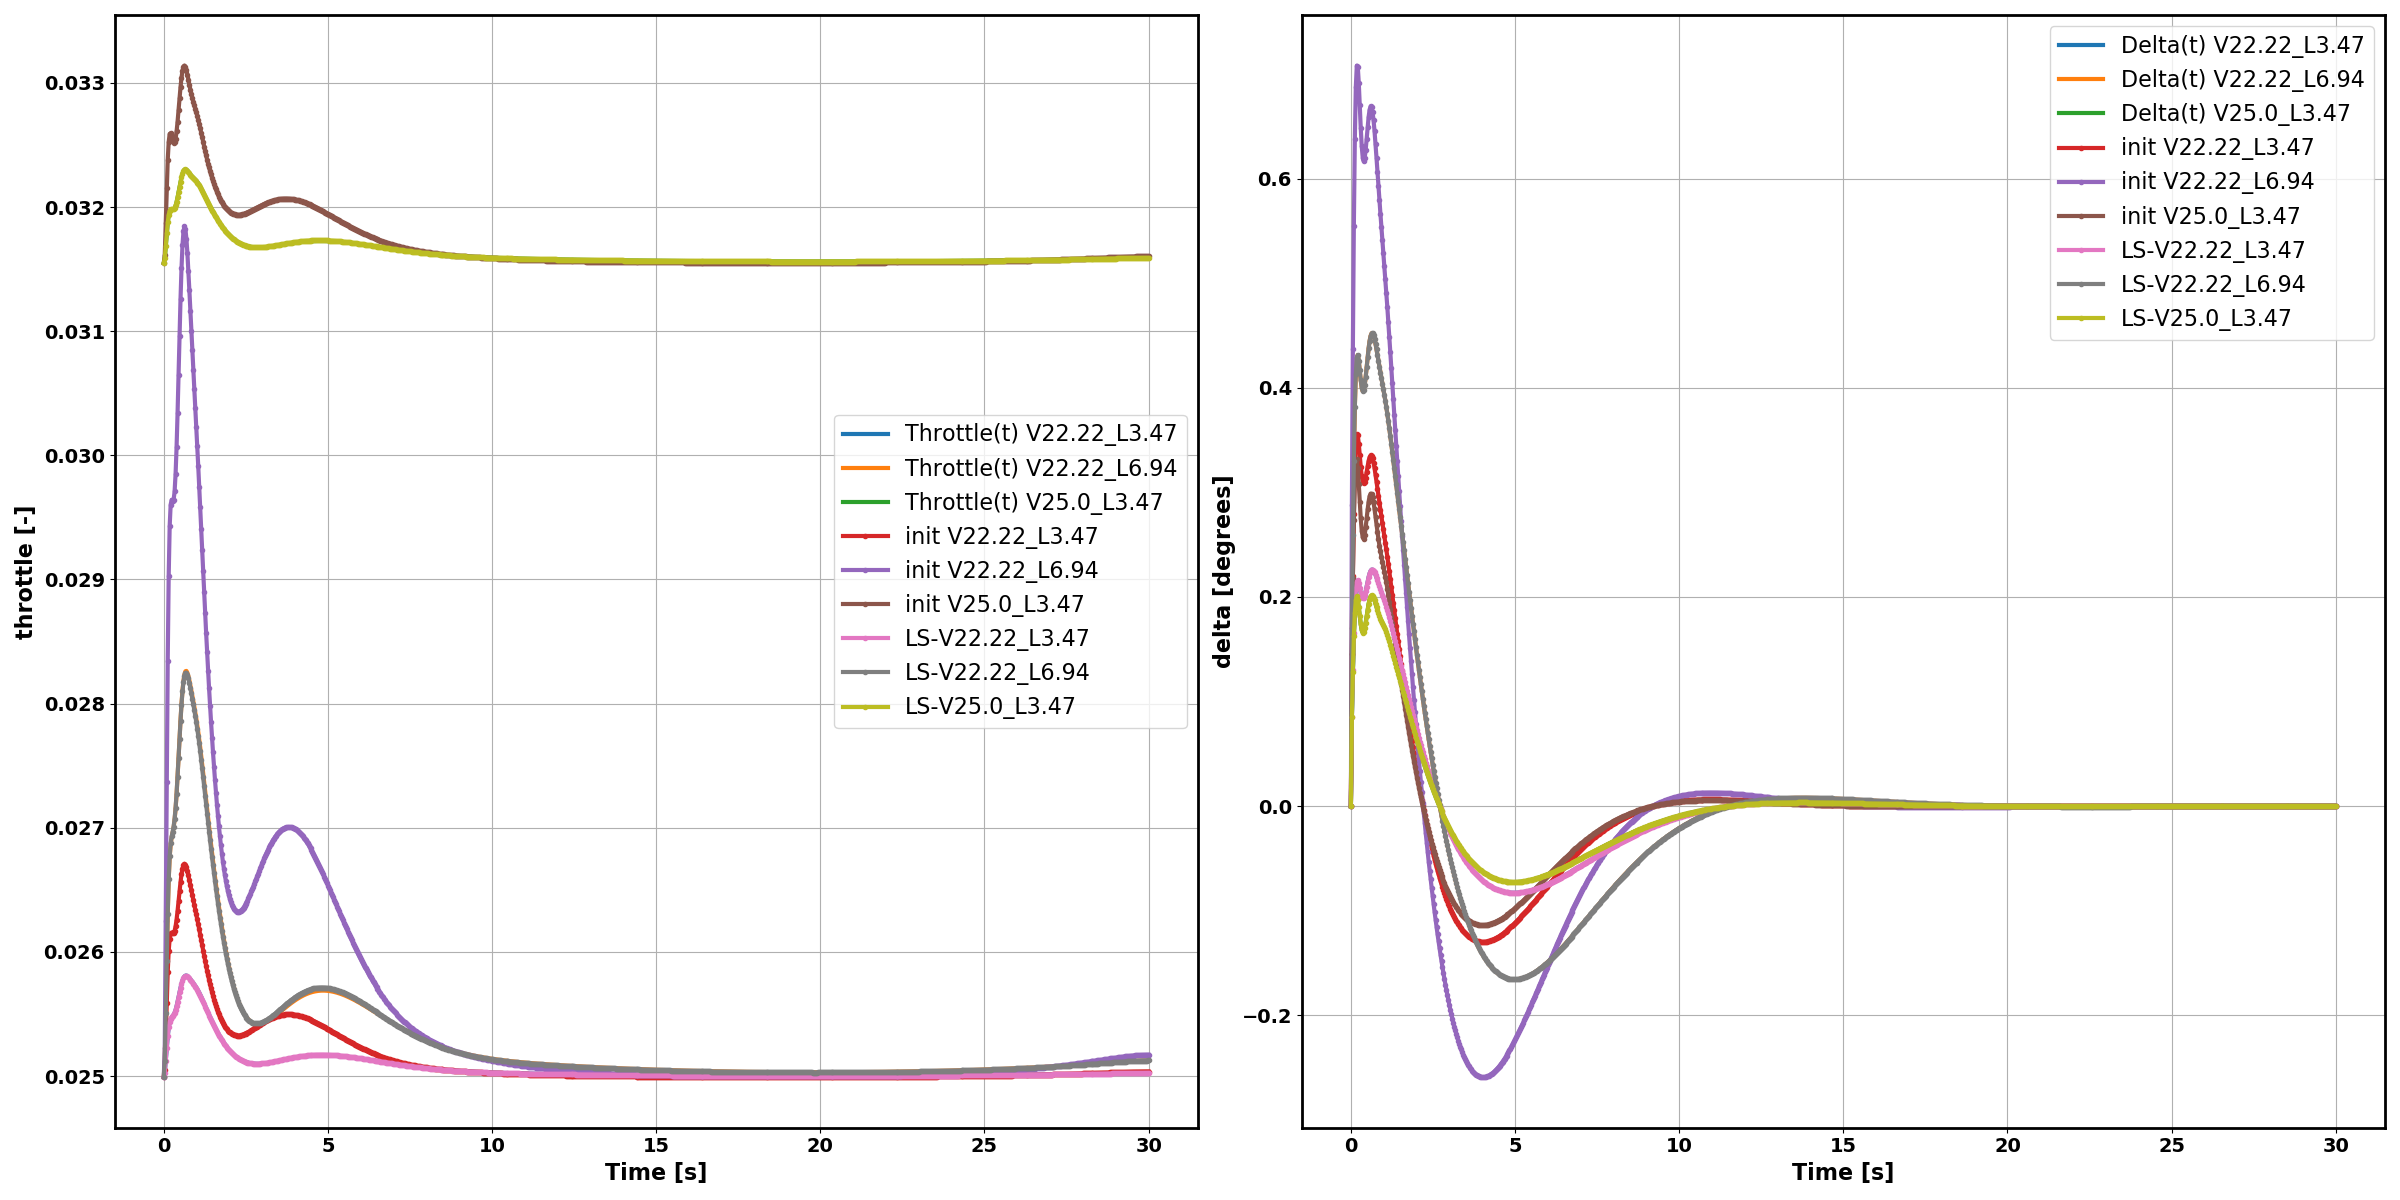 throttle [-]
0.033
0.032
0.031
0.030
0.029
0.028
0.027
0.026
0.025
0 5 10 15 20 25 30
Time [s]
Throttle(t) V22.22_L3.47
Throttle(t) V22.22_L6.94
Throttle(t) V25.0_L3.47
init V22.22_L3.47
init V22.22_L6.94
init V25.0_L3.47
LS-V22.22_L3.47
LS-V22.22_L6.94
LS-V25.0_L3.47
delta [degrees]
0.6
0.4
0.2
0.0
−0.2
0 5 10 15 20 25 30
Time [s]
Delta(t) V22.22_L3.47
Delta(t) V22.22_L6.94
Delta(t) V25.0_L3.47
init V22.22_L3.47
init V22.22_L6.94
init V25.0_L3.47
LS-V22.22_L3.47
LS-V22.22_L6.94
LS-V25.0_L3.47